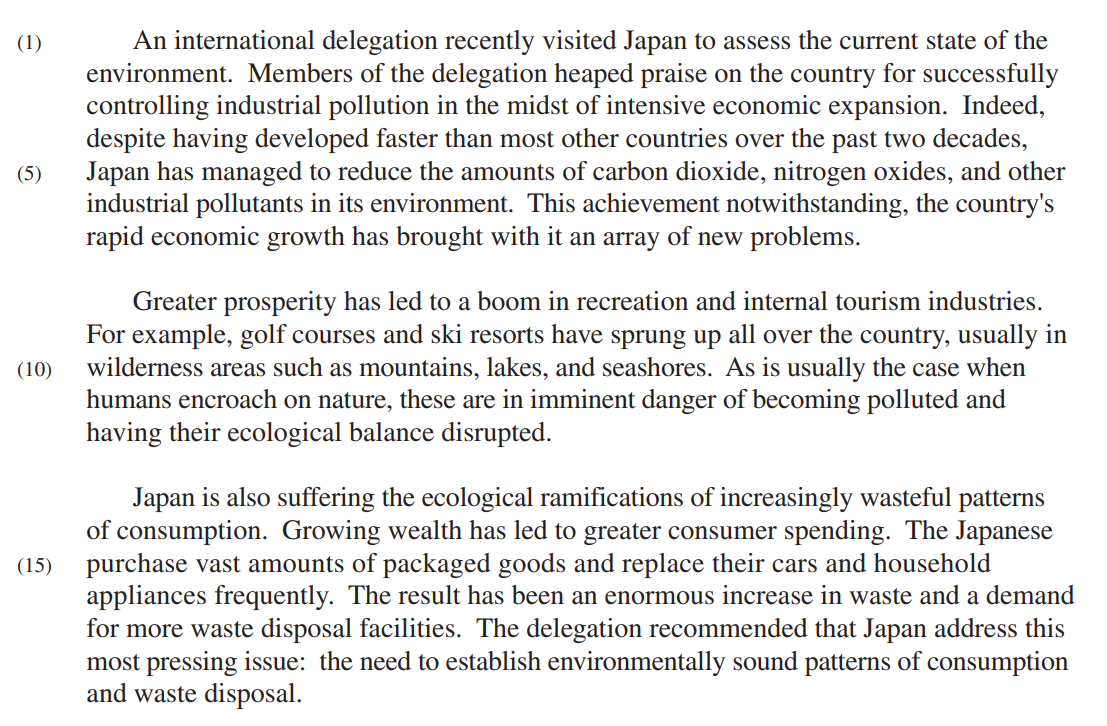 (1) An international delegation recently visited Japan to assess the current state of the
environment. Members of the delegation heaped praise on the country for successfully
controlling industrial pollution in the midst of intensive economic expansion. Indeed,
despite having developed faster than most other countries over the past two decades,
(5) Japan has managed to reduce the amounts of carbon dioxide, nitrogen oxides, and other
industrial pollutants in its environment. This achievement notwithstanding, the country's
rapid economic growth has brought with it an array of new problems.
Greater prosperity has led to a boom in recreation and internal tourism industries.
For example, golf courses and ski resorts have sprung up all over the country, usually in
(10) wilderness areas such as mountains, lakes, and seashores. As is usually the case when
humans encroach on nature, these are in imminent danger of becoming polluted and
having their ecological balance disrupted.
Japan is also suffering the ecological ramifications of increasingly wasteful patterns
of consumption. Growing wealth has led to greater consumer spending. The Japanese
(15) purchase vast amounts of packaged goods and replace their cars and household
appliances frequently. The result has been an enormous increase in waste and a demand
for more waste disposal facilities. The delegation recommended that Japan address this
most pressing issue: the need to establish environmentally sound patterns of consumption
and waste disposal.